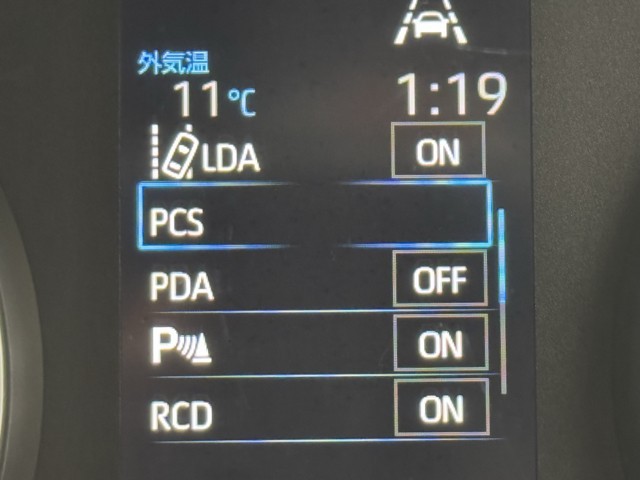 外気温
11℃ 1:19
LDA ON
PCS
PDA OFF
P ON
RCD ON